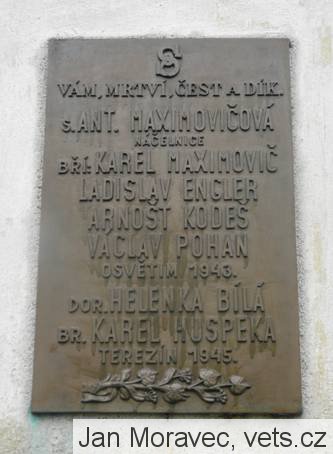 VÁM, MRTVÍ, ČEST A DÍK.
S. ANT. MAXIMOVIČOVÁ
NÁČELNICE
BŘÍ: KAREL MAXIMOVIČ
LADISLAV ENGLER
ARNOŠT KODEŠ
VÁCLAV POHAN
OSVĚTIM 1943.
DOR. HELENKA BÍLÁ
BR. KAREL HUSPEKA
TEREZÍN 1945.
Jan Moravec, vets.cz